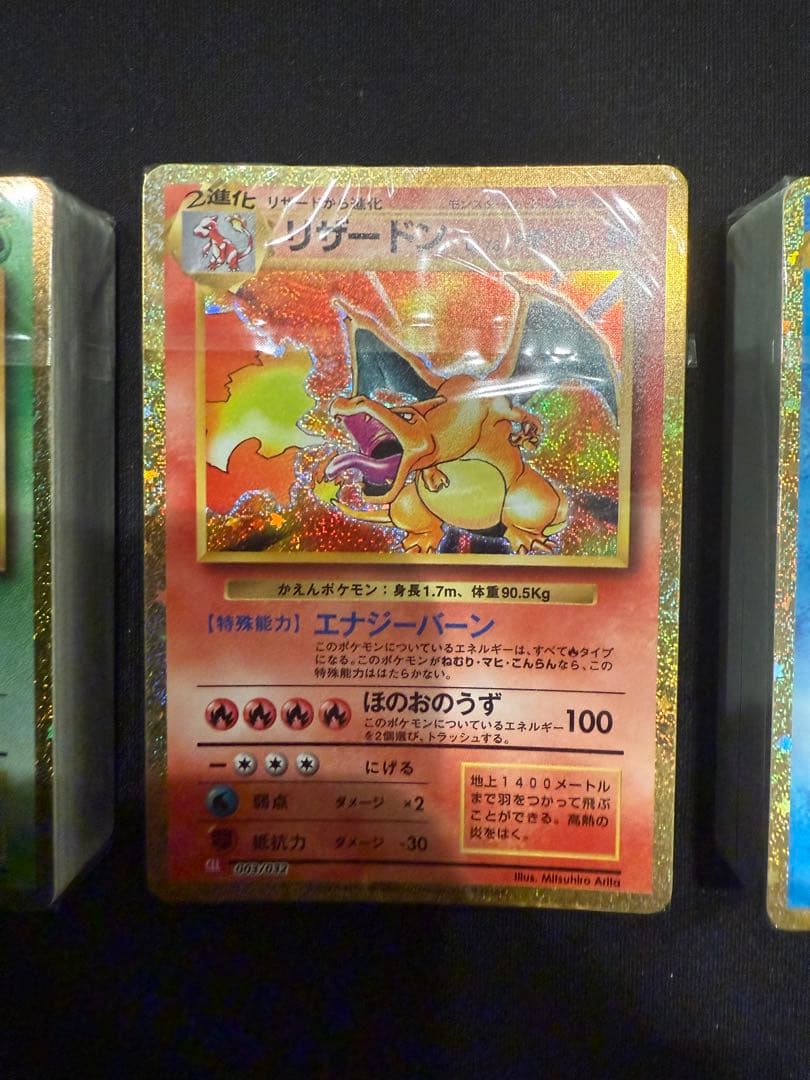 2進化 リザードから進化
リザードン
かえんポケモン：身長1.7m、体重90.5Kg
【特殊能力】エナジーバーン
このポケモンについているエネルギーは、すべて🔥タイプ
になる。このポケモンがねむり・マヒ・こんらんなら、この
特殊能力ははたらかない。
ほのおのうず
このポケモンについているエネルギー 100
を2個選び、トラッシュする。
にげる
弱点 ダメージ ×2
抵抗力 ダメージ -30
地上1400メートル
まで羽をつかって飛ぶ
ことができる。高熱の
炎をはく。
CLL 003/032
Illus. Mitsuhiro Arita